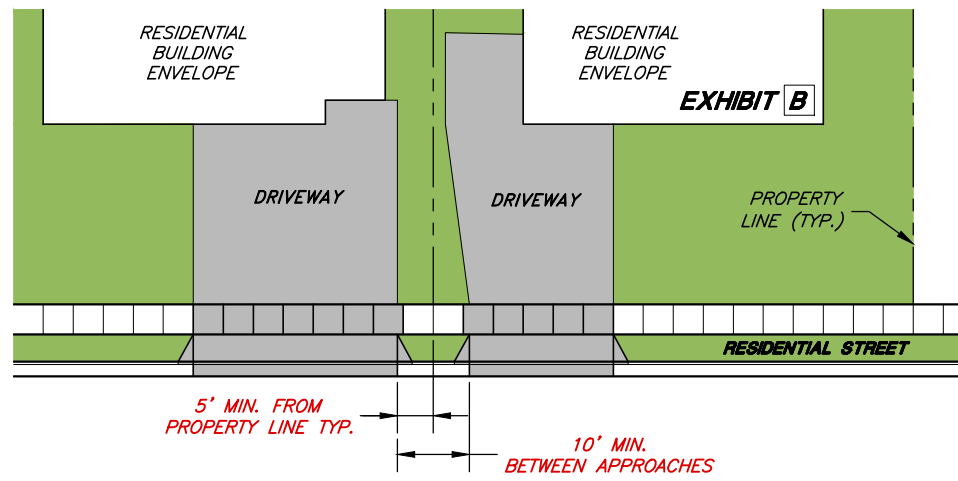 RESIDENTIAL
BUILDING
ENVELOPE
RESIDENTIAL
BUILDING
ENVELOPE
EXHIBIT B
DRIVEWAY
DRIVEWAY
PROPERTY
LINE (TYP.)
RESIDENTIAL STREET
5' MIN. FROM
PROPERTY LINE TYP.
10' MIN.
BETWEEN APPROACHES